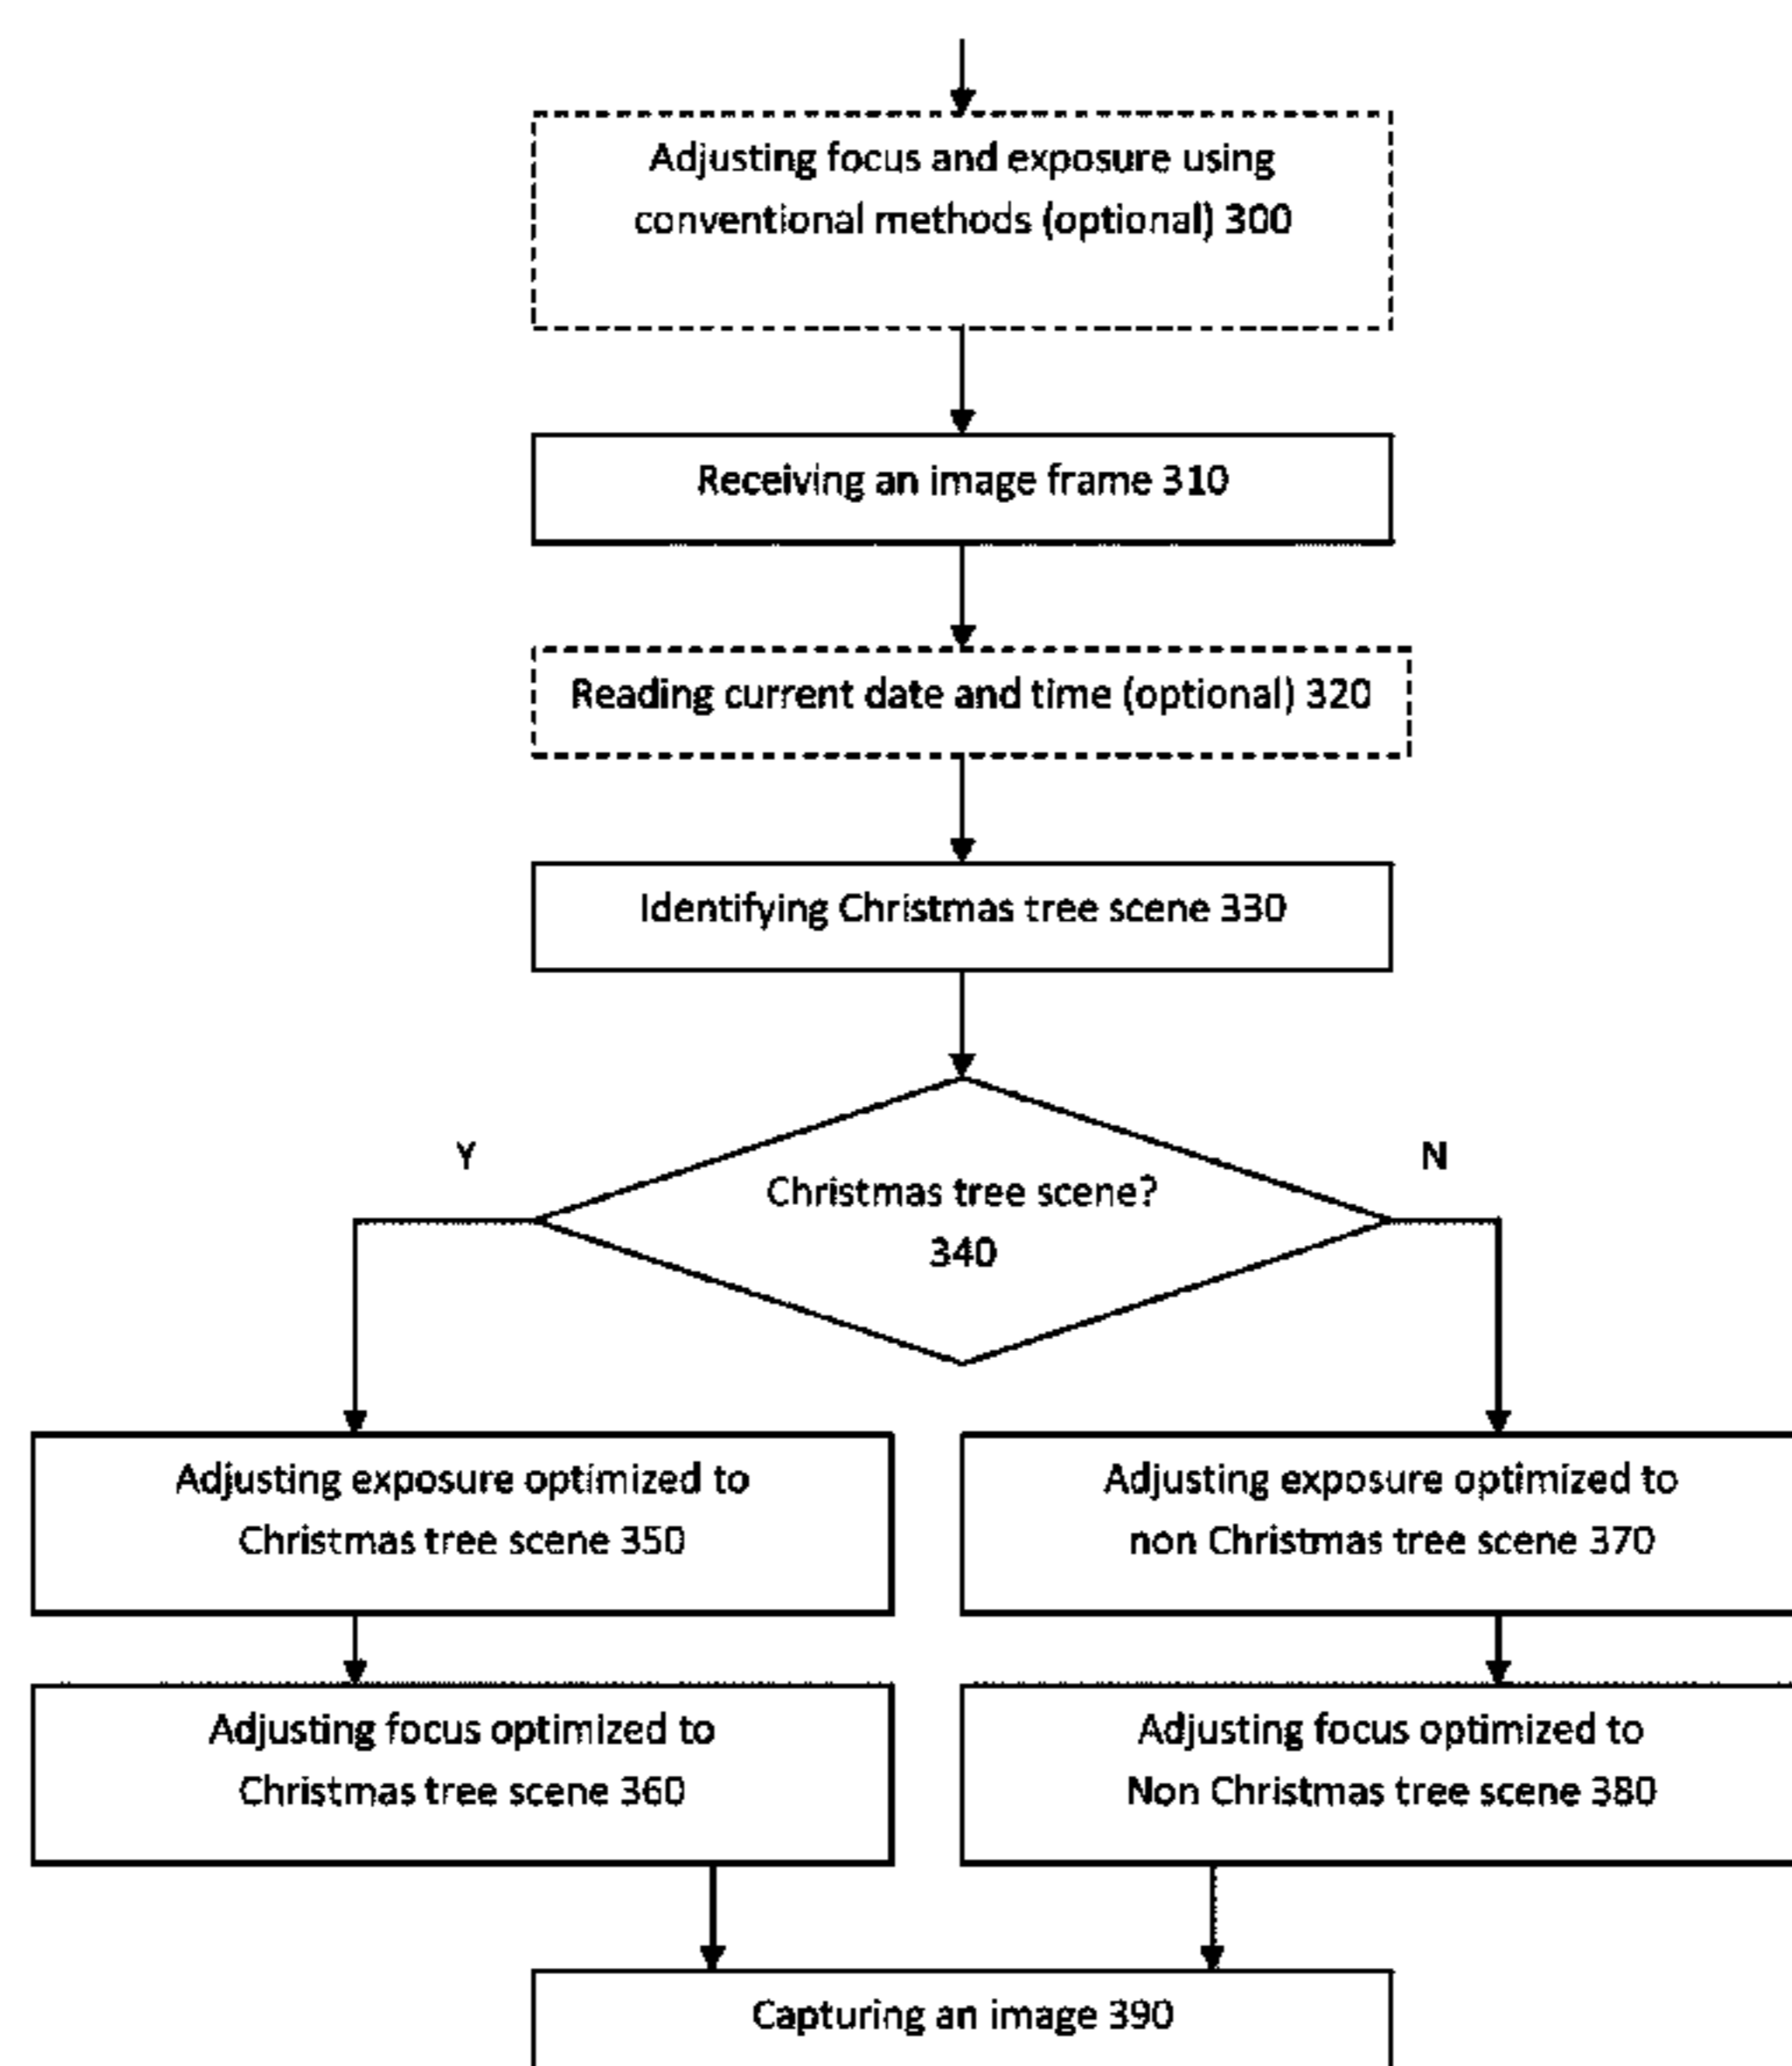 Adjusting focus and exposure using
conventional methods (optional) 300
Receiving an image frame 310
Reading current date and time (optional) 320
Identifying Christmas tree scene 330
Y
N
Christmas tree scene?
340
Adjusting exposure optimized to
Christmas tree scene 350
Adjusting exposure optimized to
non Christmas tree scene 370
Adjusting focus optimized to
Christmas tree scene 360
Adjusting focus optimized to
Non Christmas tree scene 380
Capturing an image 390